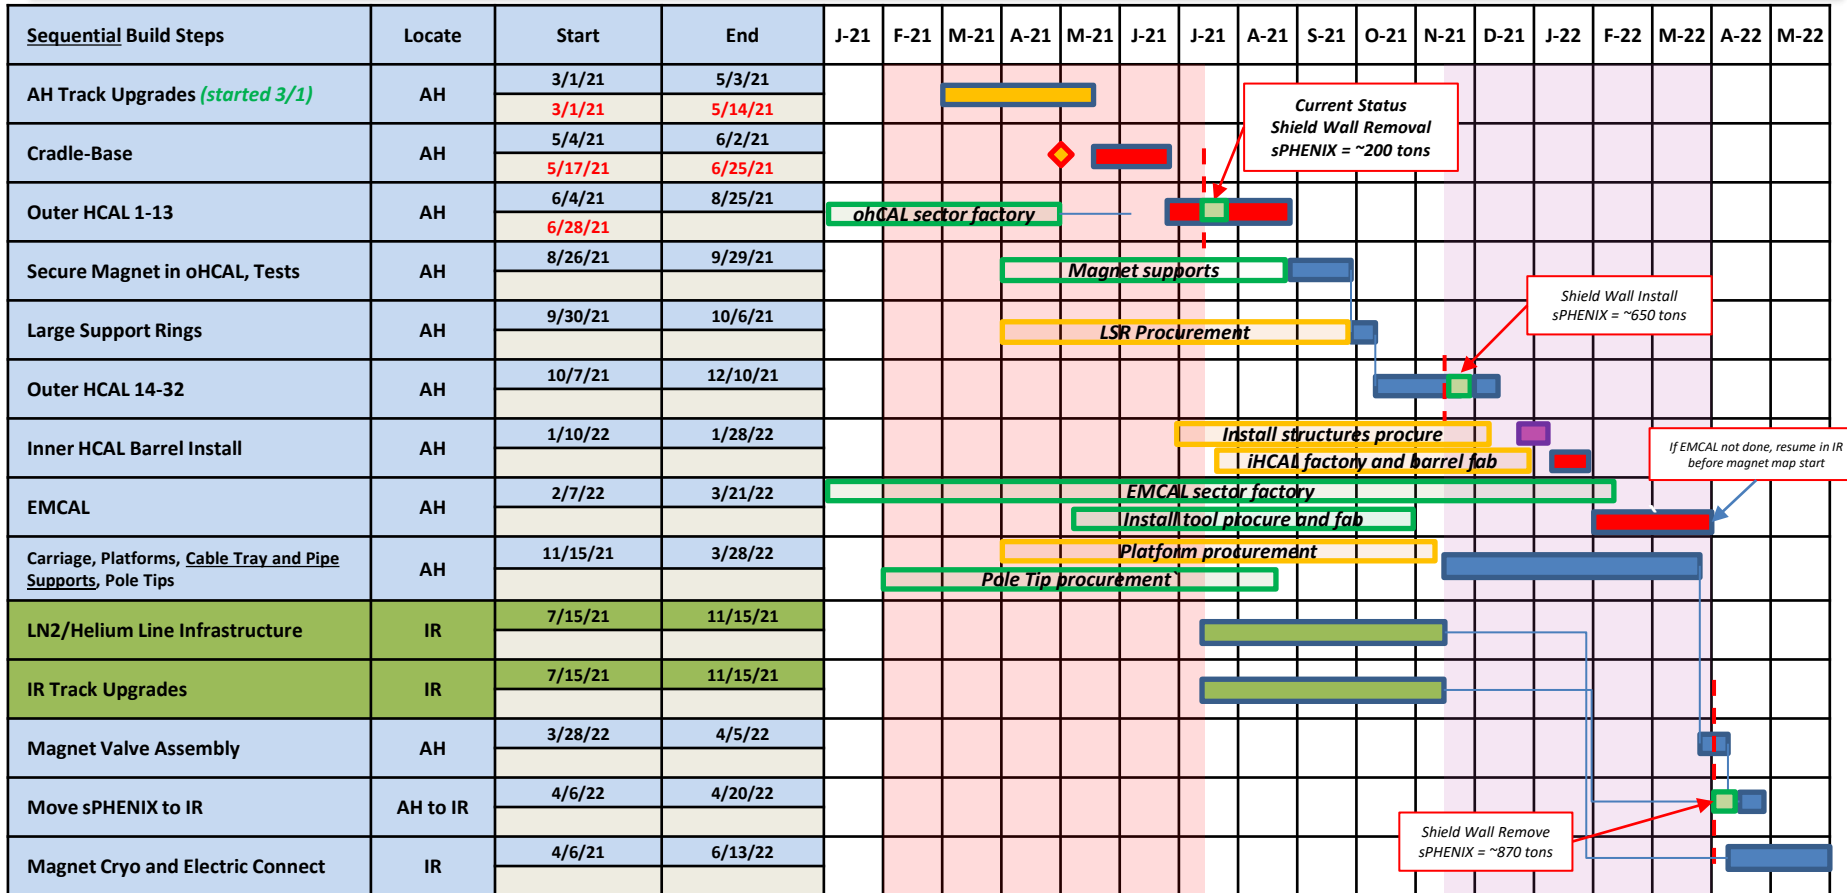 Sequential Build Steps Locate Start End J-21 F-21 M-21 A-21 M-21 J-21 J-21 A-21 S-21 O-21 N-21 D-21 J-22 F-22 M-22 A-22 M-22
AH Track Upgrades (started 3/1) AH 3/1/21 5/3/21
3/1/21 5/14/21
Current Status
Shield Wall Removal
sPHENIX = ~200 tons
Cradle-Base AH 5/4/21 6/2/21
5/17/21 6/25/21
Outer HCAL 1-13 AH 6/4/21 8/25/21
6/28/21
ohCAL sector factory
Secure Magnet in oHCAL, Tests AH 8/26/21 9/29/21
Magnet supports
Shield Wall Install
sPHENIX = ~650 tons
Large Support Rings AH 9/30/21 10/6/21
LSR Procurement
Outer HCAL 14-32 AH 10/7/21 12/10/21
Inner HCAL Barrel Install AH 1/10/22 1/28/22
Install structures procure
iHCAL factory and barrel fab
If EMCAL not done, resume in IR
before magnet map start
EMCAL AH 2/7/22 3/21/22
EMCAL sector factory
Install tool procure and fab
Carriage, Platforms, Cable Tray and Pipe
Supports, Pole Tips
AH 11/15/21 3/28/22
Platform procurement
Pole Tip procurement`
LN2/Helium Line Infrastructure IR 7/15/21 11/15/21
IR Track Upgrades IR 7/15/21 11/15/21
Magnet Valve Assembly AH 3/28/22 4/5/22
Move sPHENIX to IR AH to IR 4/6/22 4/20/22
Shield Wall Remove
sPHENIX = ~870 tons
Magnet Cryo and Electric Connect IR 4/6/21 6/13/22